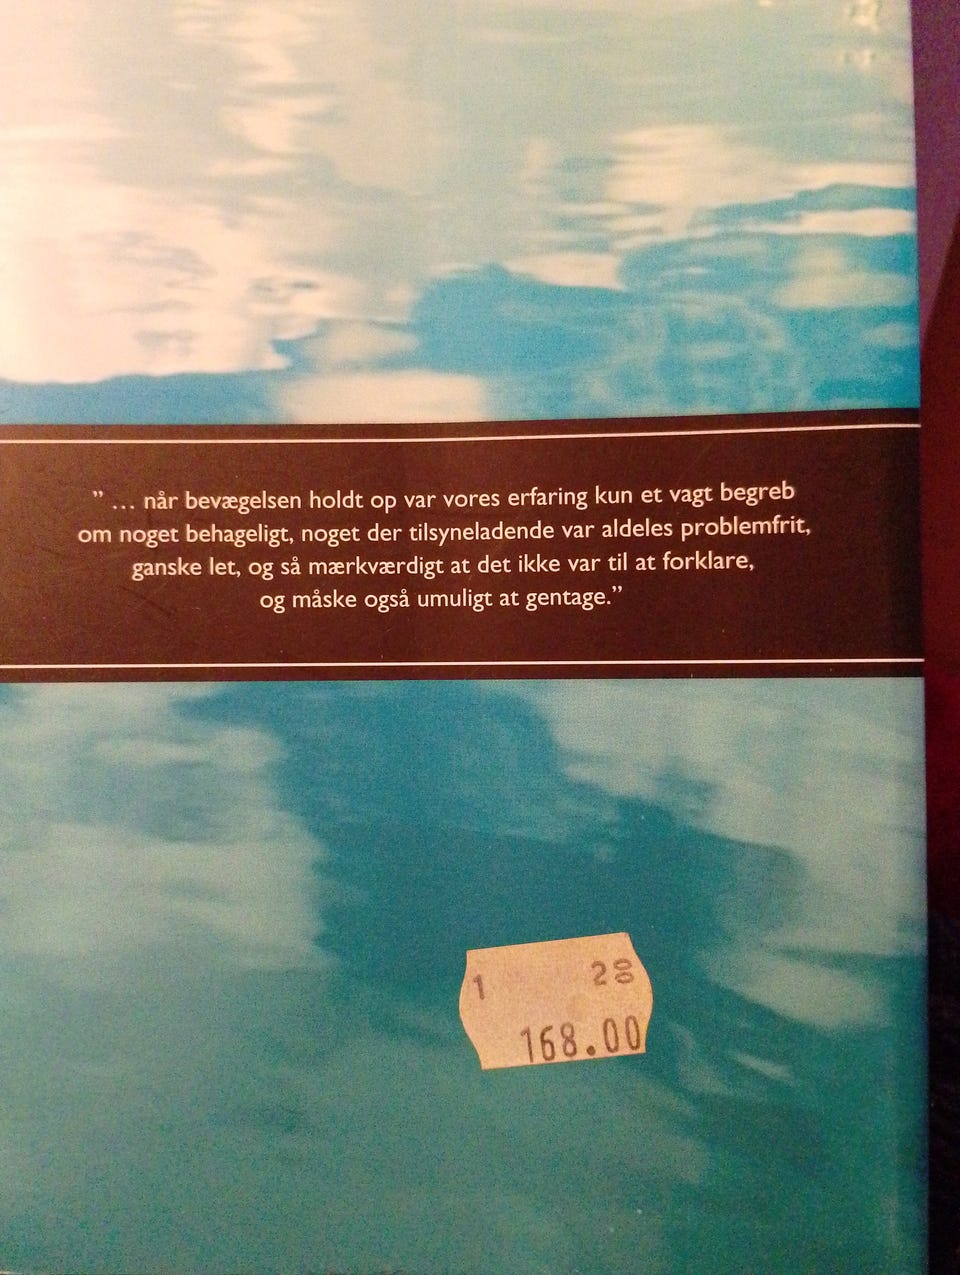 ” ... når bevægelsen holdt op var vores erfaring kun et vagt begreb
om noget behageligt, noget der tilsyneladende var aldeles problemfrit,
ganske let, og så mærkværdigt at det ikke var til at forklare,
og måske også umuligt at gentage.”
1 28
168.00